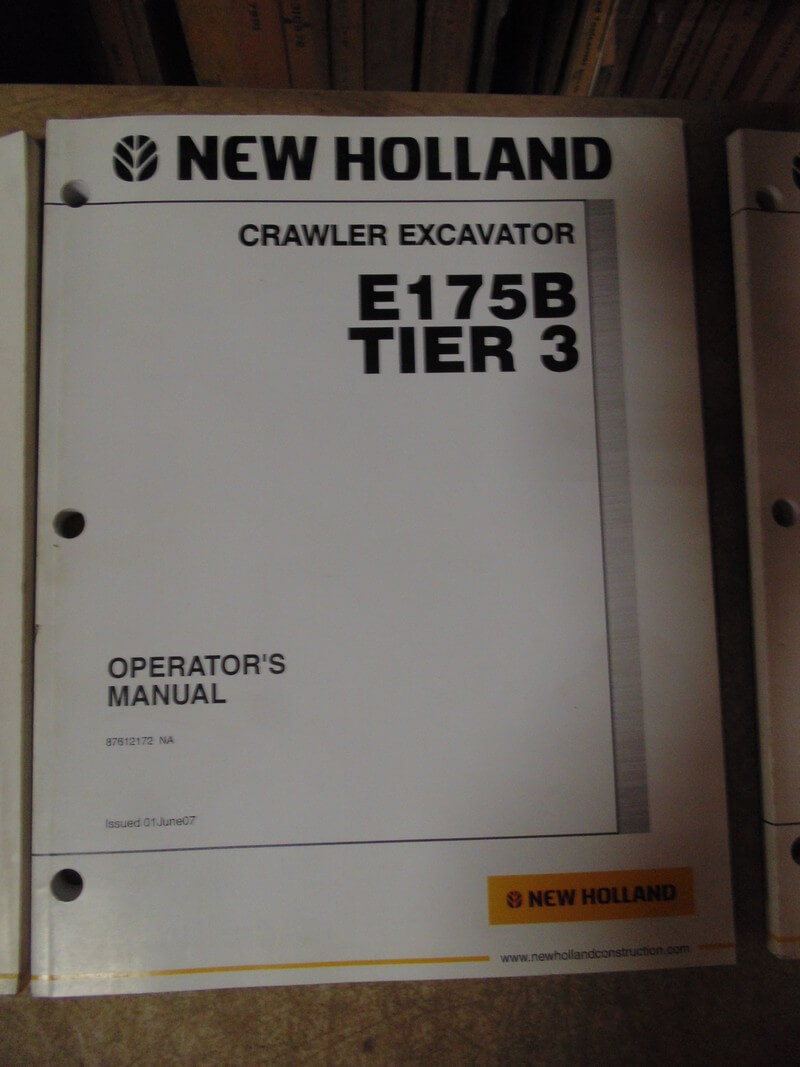 NEW HOLLAND
CRAWLER EXCAVATOR
E175B
TIER 3
OPERATOR'S
MANUAL
87612172 NA
Issued 01June07
NEW HOLLAND
www.newhollandconstruction.com